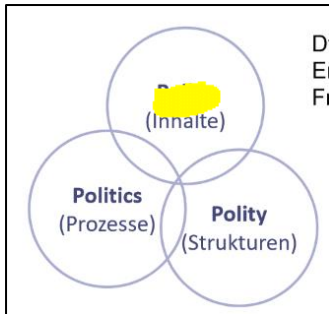 (Inhalte)
Politics
(Prozesse)
Polity
(Strukturen)